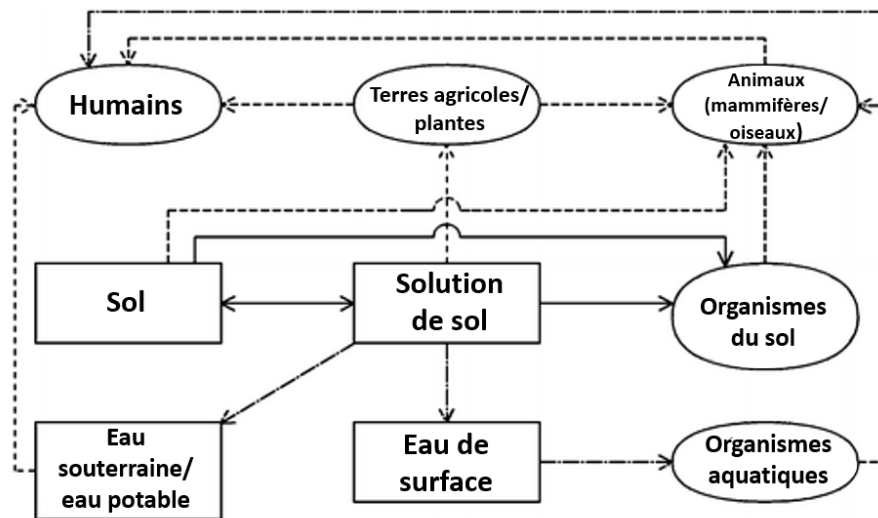 Humains
Terres agricoles/
plantes
Animaux
(mammifères/
oiseaux)
Sol
Solution
de sol
Organismes
du sol
Eau
souterraine/
eau potable
Eau de
surface
Organismes
aquatiques